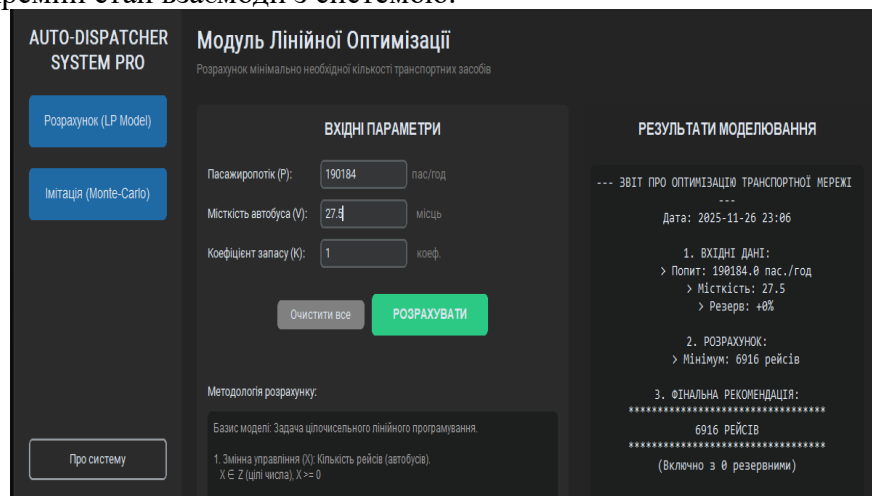 стан взаємодії з системою.
AUTO-DISPATCHER
SYSTEM PRO
Розрахунок (LP Model)
Імітація (Monte-Carlo)
Про систему
Модуль Лінійної Оптимізації
Розрахунок мінімально необхідної кількості транспортних засобів
ВХІДНІ ПАРАМЕТРИ
Пасажиропотік (P): 190184 пас/год
Місткість автобуса (V): 27.5 місць
Коефіцієнт запасу (K): 1 коеф.
Очистити все РОЗРАХУВАТИ
Методологія розрахунку:
Базис моделі: Задача цілочисельного лінійного програмування.
1. Змінна управління (X): Кількість рейсів (автобусів).
X ∈ Z (цілі числа), X >= 0
РЕЗУЛЬТАТИ МОДЕЛЮВАННЯ
--- ЗВІТ ПРО ОПТИМІЗАЦІЮ ТРАНСПОРТНОЇ МЕРЕЖІ
---
Дата: 2025-11-26 23:06
1. ВХІДНІ ДАНІ:
> Попит: 190184.0 пас./год
> Місткість: 27.5
> Резерв: +0%
2. РОЗРАХУНОК:
> Мінімум: 6916 рейсів
3. ФІНАЛЬНА РЕКОМЕНДАЦІЯ:
**********************************
6916 РЕЙСІВ
**********************************
(Включно з 0 резервними)